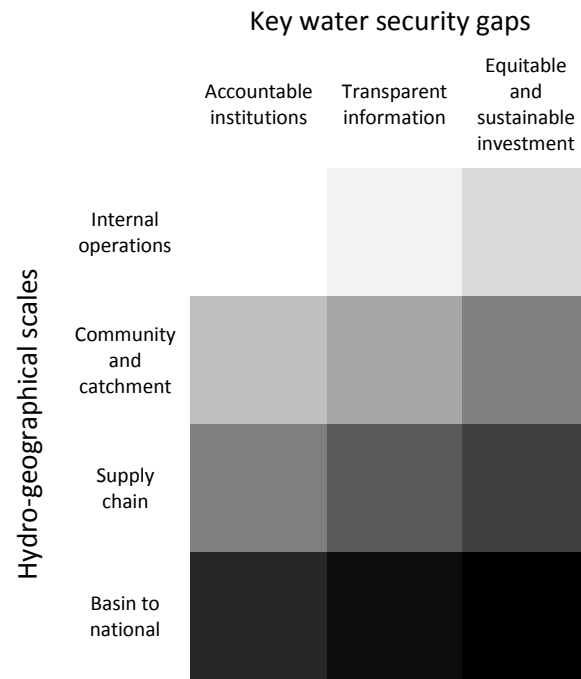 Key water security gaps
Accountable
institutions
Transparent
information
Equitable
and
sustainable
investment
Hydro-geographical scales
Internal
operations
Community
and
catchment
Supply
chain
Basin to
national